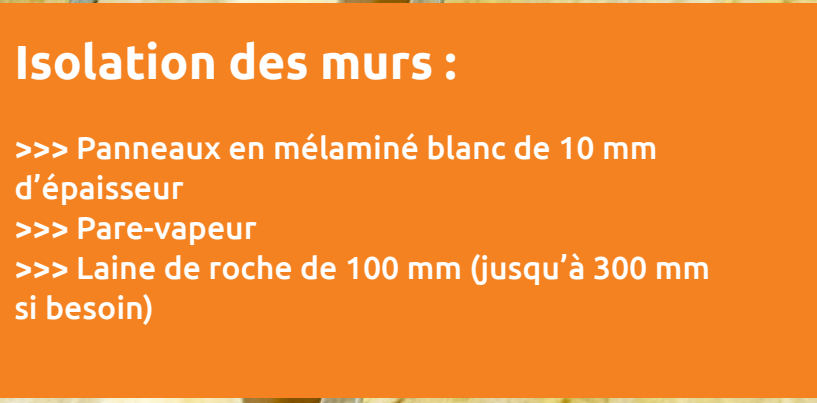 Isolation des murs :
>>> Panneaux en mélaminé blanc de 10 mm
d’épaisseur
>>> Pare-vapeur
>>> Laine de roche de 100 mm (jusqu’à 300 mm
si besoin)